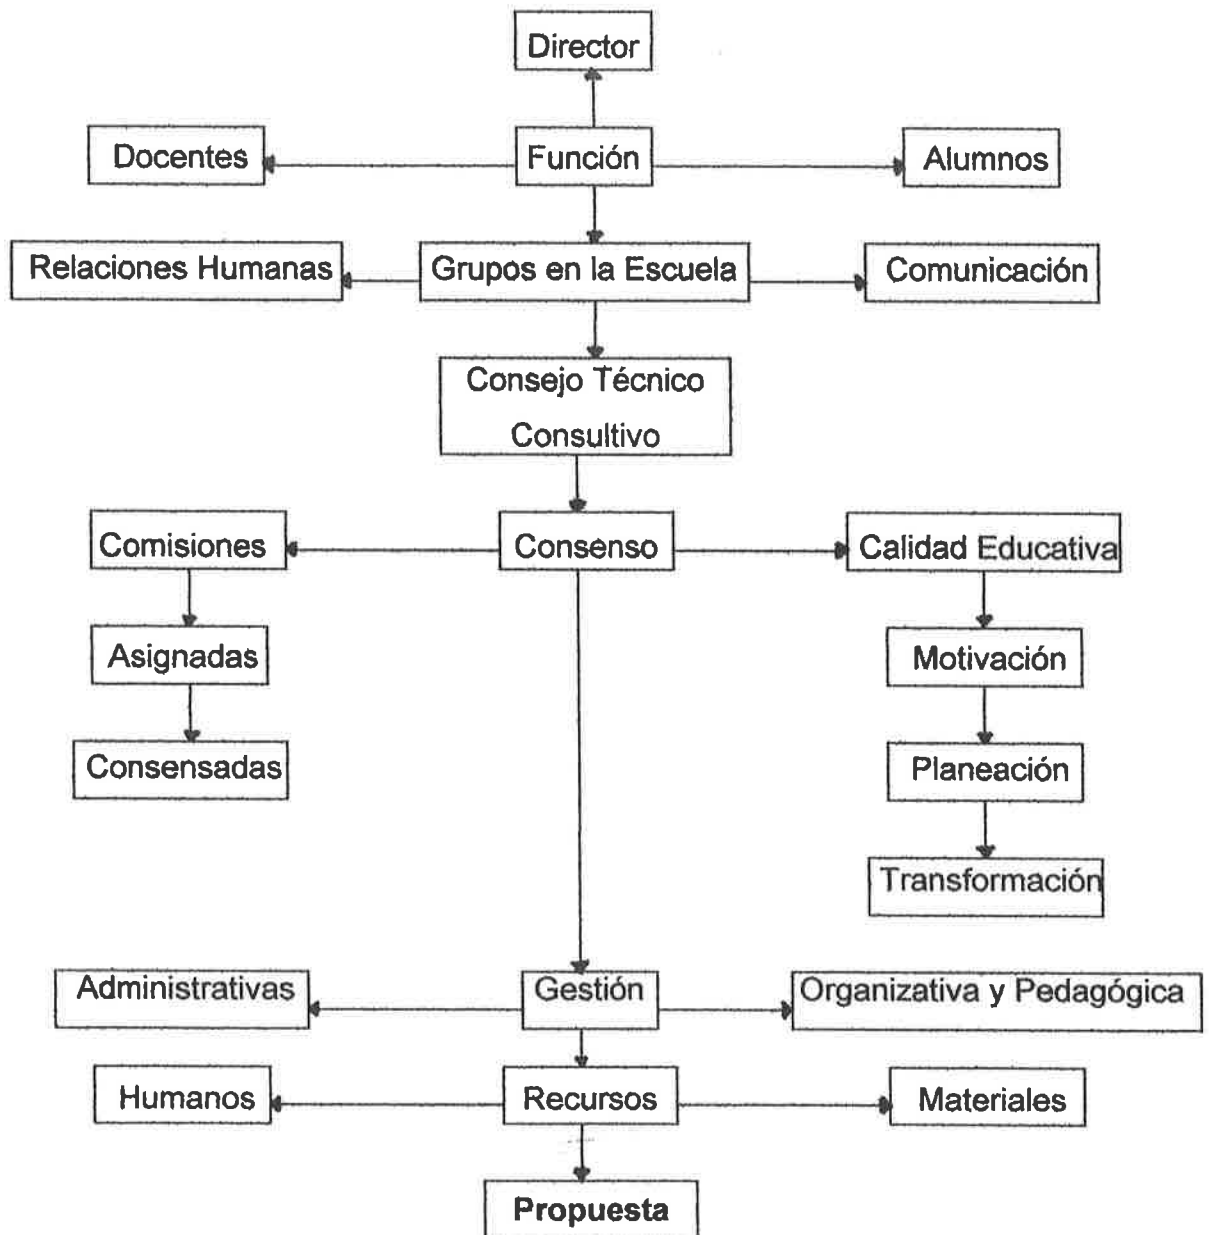 Director
Docentes
Función
Alumnos
Relaciones Humanas
Grupos en la Escuela
Comunicación
Consejo Técnico
Consultivo
Comisiones
Consenso
Calidad Educativa
Asignadas
Motivación
Consensadas
Planeación
Transformación
Administrativas
Gestión
Organizativa y Pedagógica
Humanos
Recursos
Materiales
Propuesta